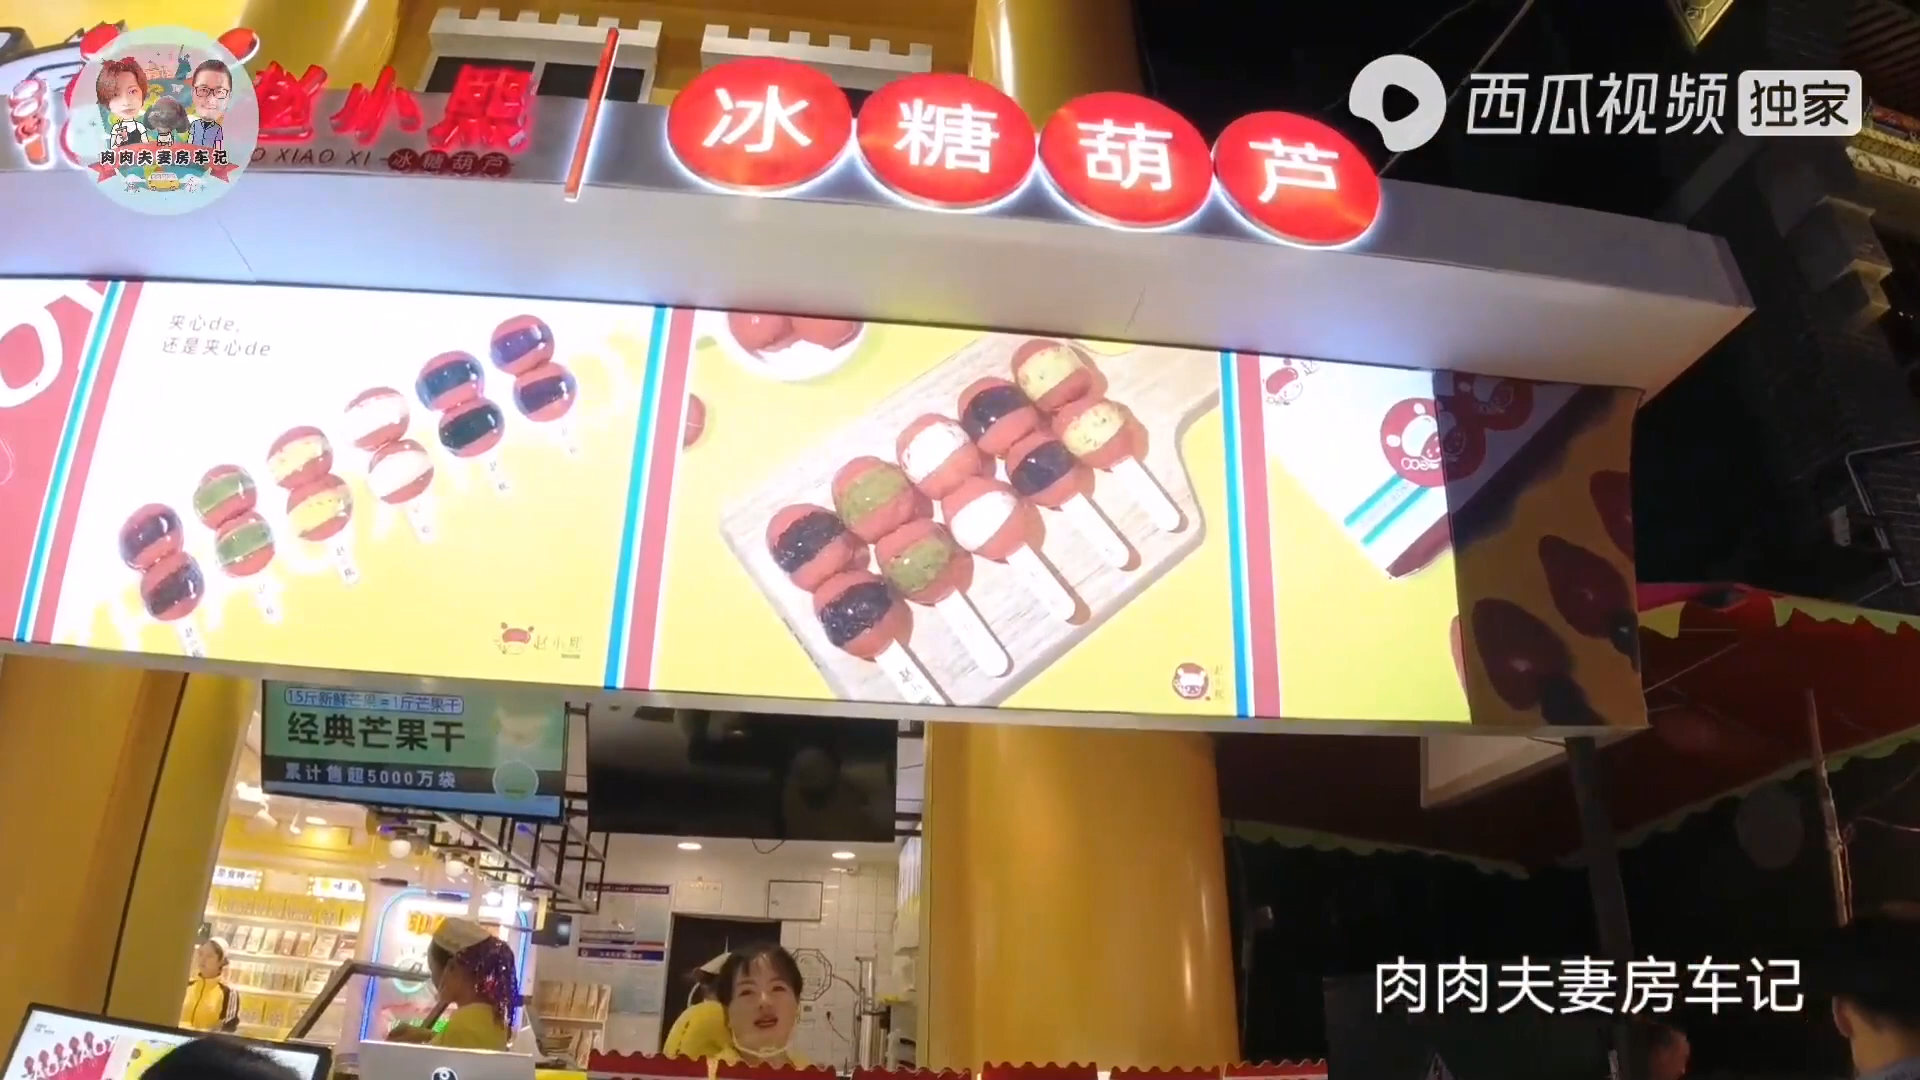 赵小熊
冰糖葫芦
XIAO XI
冰糖葫芦
肉肉夫妻房车记
西瓜视频 独家
夹心de,
还是夹心de
赵小熊
15斤新鲜芒果=1斤芒果干
经典芒果干
累计售超5000万袋
肉肉夫妻房车记